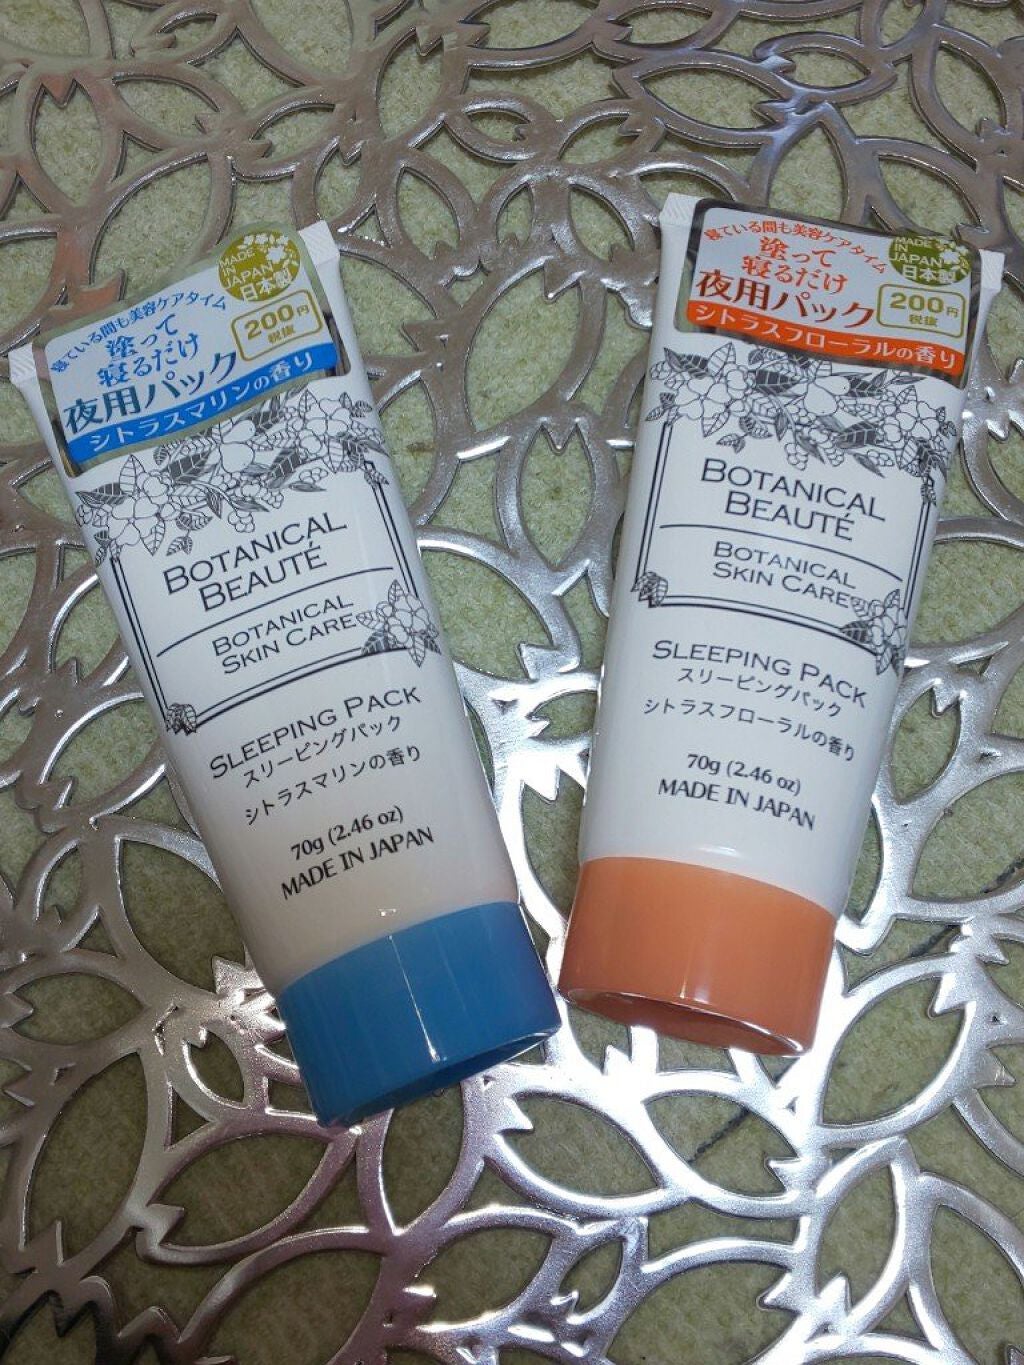 寝ている間も美容ケアタイム
塗って
寝るだけ
夜用パック
シトラスマリンの香り
MADE
IN
JAPAN
日本製
200円
税抜
BOTANICAL
BEAUTÉ
BOTANICAL
SKIN CARE
SLEEPING PACK
スリーピングパック
シトラスマリンの香り
70g (2.46 oz)
MADE IN JAPAN
寝ている間も美容ケアタイム
塗って
寝るだけ
夜用パック
シトラスフローラルの香り
MADE
IN
JAPAN
日本製
200円
税抜
BOTANICAL
BEAUTÉ
BOTANICAL
SKIN CARE
SLEEPING PACK
スリーピングパック
シトラスフローラルの香り
70g (2.46 oz)
MADE IN JAPAN